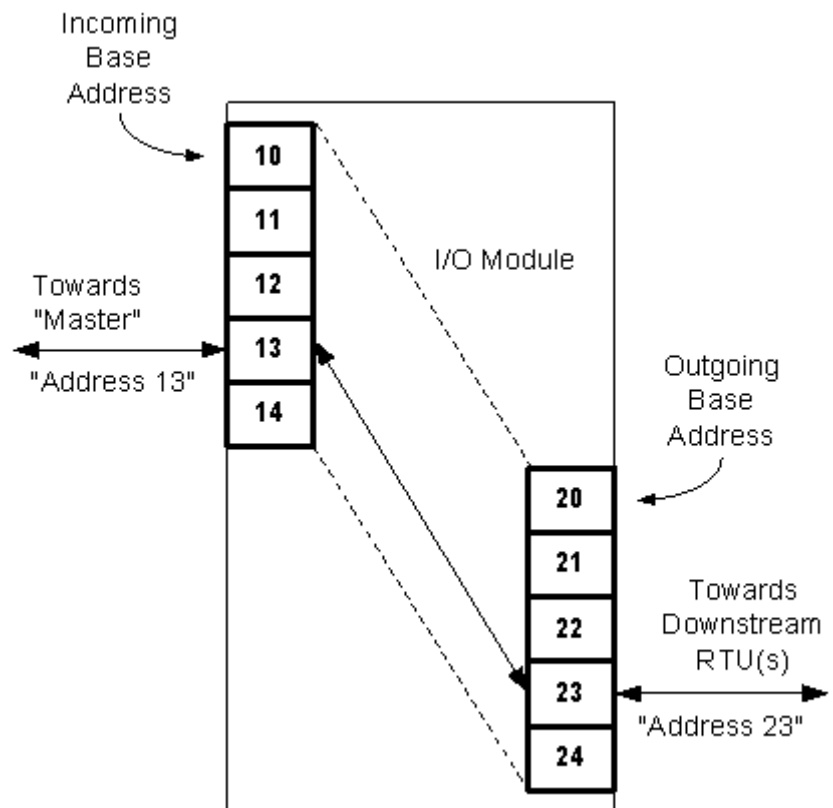 Incoming
Base
Address
10
11
12
13
14
I/O Module
Towards
"Master"
"Address 13"
Outgoing
Base
Address
20
21
22
23
24
Towards
Downstream
RTU(s)
"Address 23"